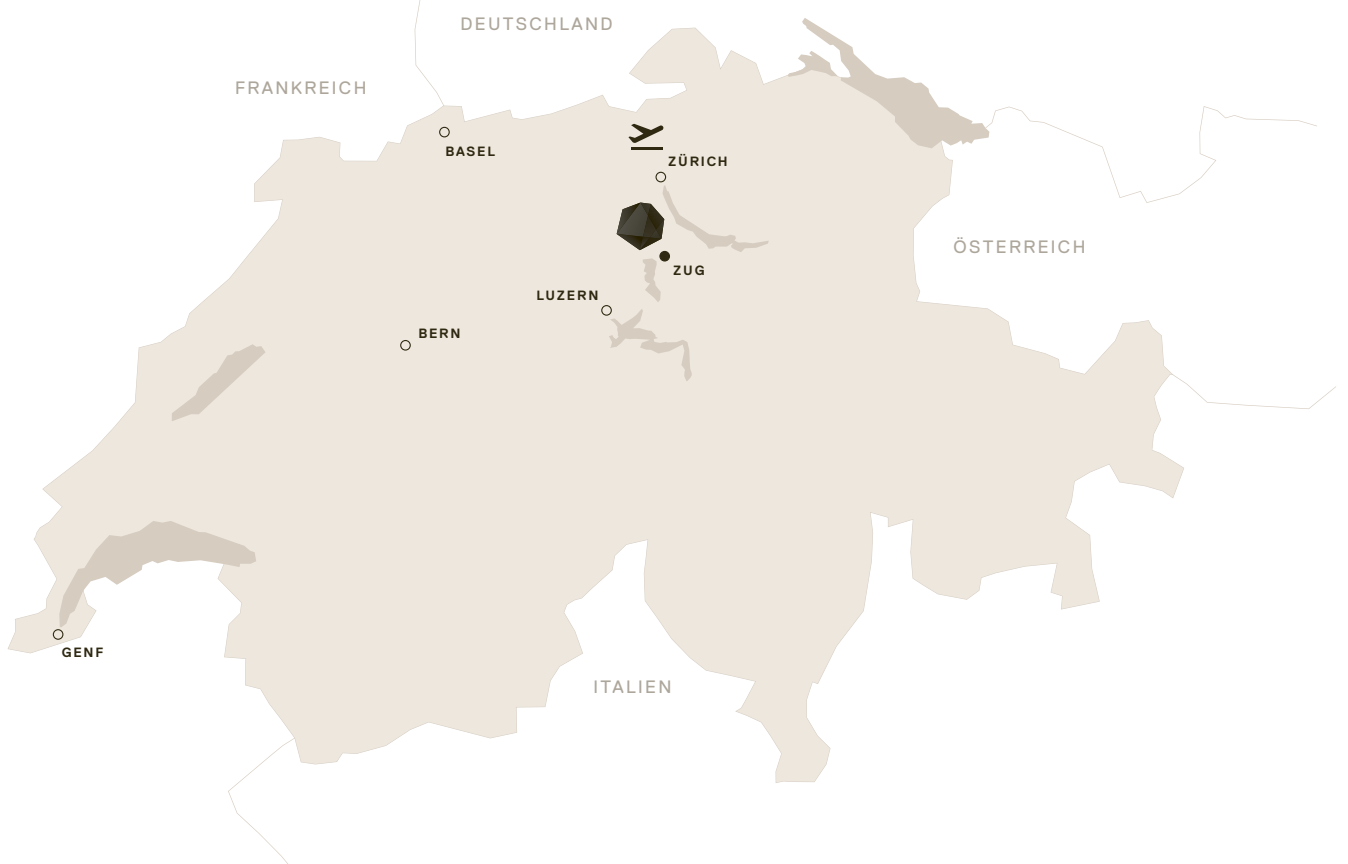 DEUTSCHLAND
FRANKREICH
BASEL
ZÜRICH
ÖSTERREICH
ZUG
LUZERN
BERN
GENF
ITALIEN